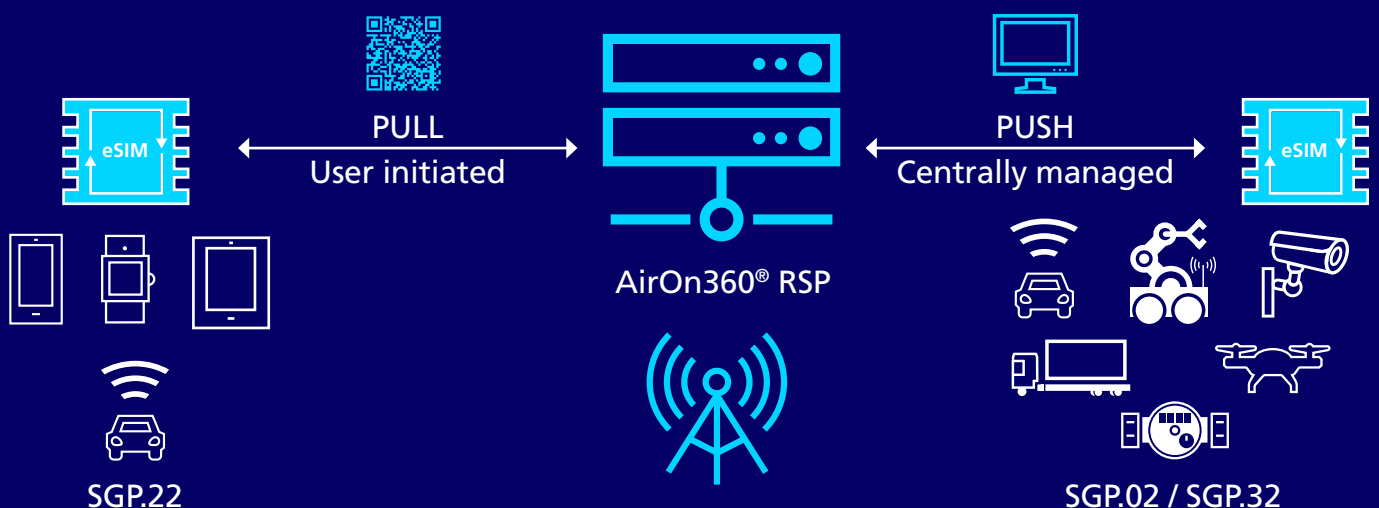 PULL
User initiated
eSIM
SGP.22
AirOn360® RSP
PUSH
Centrally managed
eSIM
SGP.02 / SGP.32